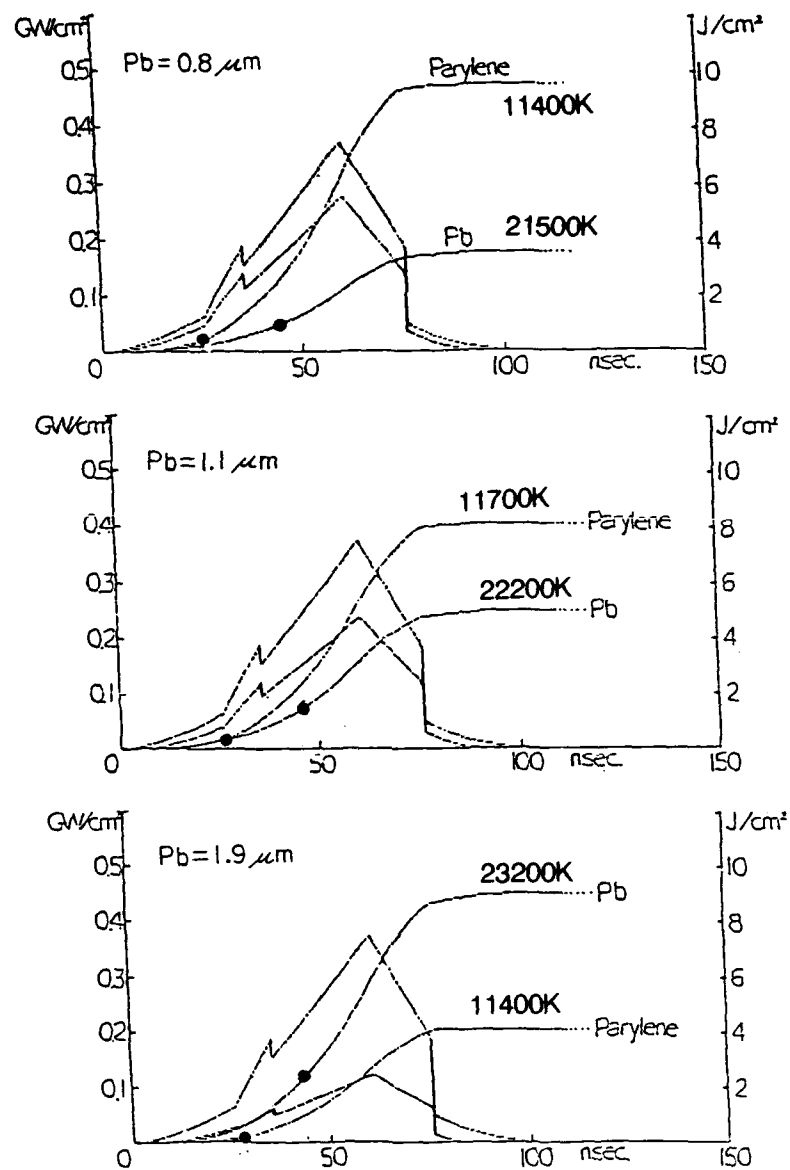 GW/cm² J/cm²
Pb = 0.8 μm
Parylene
11400K
Pb 21500K
0.5 10
0.4 8
0.3 6
0.2 4
0.1 2
0 50 100 nsec. 150
GW/cm² J/cm²
Pb = 1.1 μm
11700K
Parylene
22200K
Pb
0.5 10
0.4 8
0.3 6
0.2 4
0.1 2
0 50 100 nsec. 150
GW/cm² J/cm²
Pb = 1.9 μm
23200K
Pb
11400K
Parylene
0.5 10
0.4 8
0.3 6
0.2 4
0.1 2
0 50 100 nsec. 150